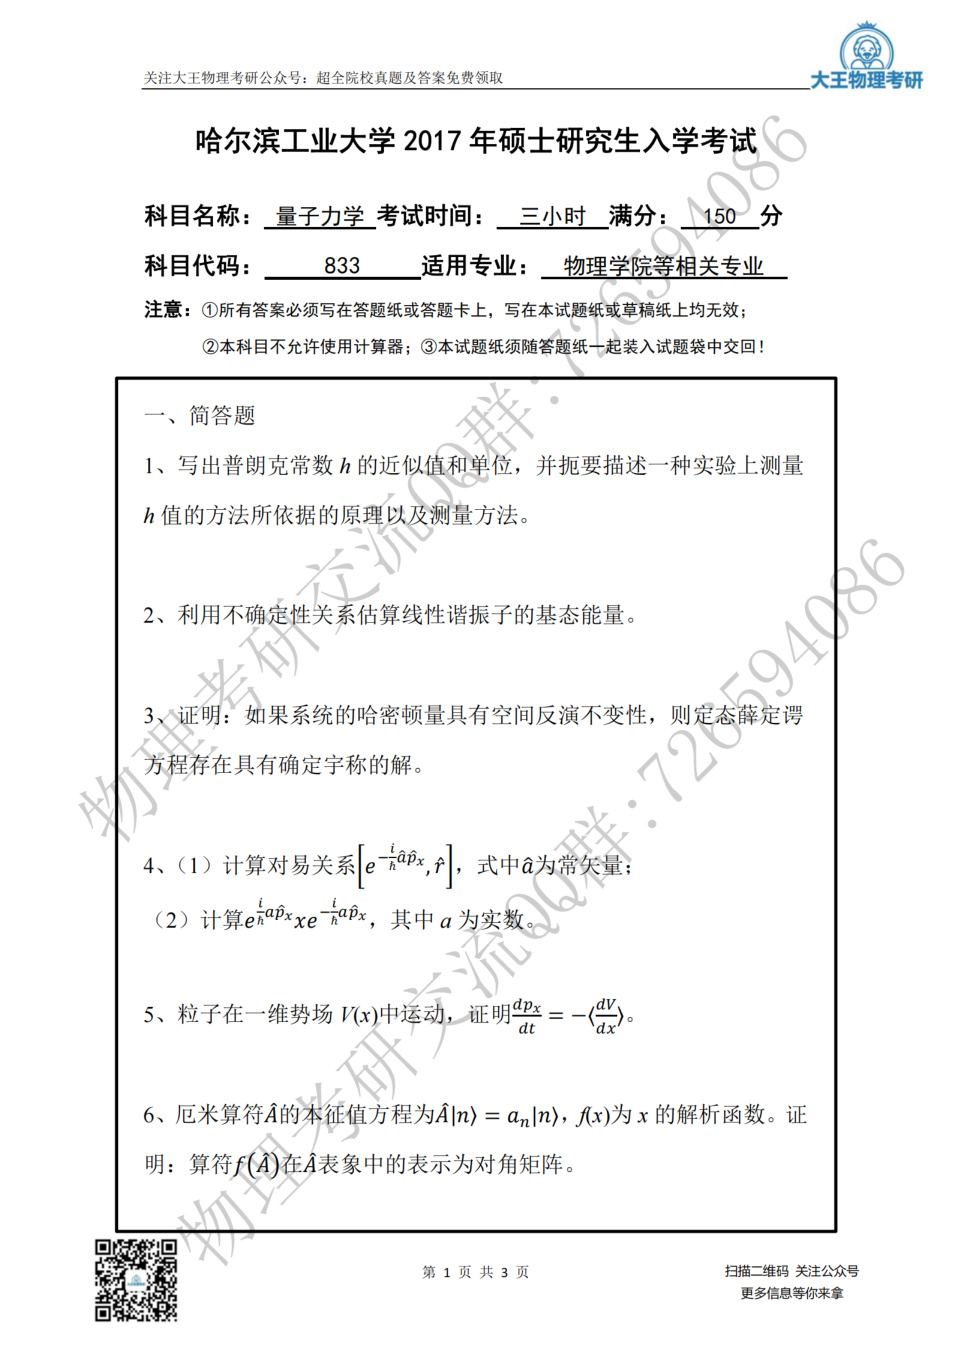 关注大王物理考研公众号：超全院校真题及答案免费领取
大王物理考研
哈尔滨工业大学 2017 年硕士研究生入学考试
科目名称： 量子力学 考试时间： 三小时 满分： 150 分
科目代码： 833 适用专业： 物理学院等相关专业
注意：①所有答案必须写在答题纸或答题卡上，写在本试题纸或草稿纸上均无效；
②本科目不允许使用计算器；③本试题纸须随答题纸一起装入试题袋中交回！
一、简答题
1、写出普朗克常数 h 的近似值和单位，并扼要描述一种实验上测量
h 值的方法所依据的原理以及测量方法。
2、利用不确定性关系估算线性谐振子的基态能量。
3、证明：如果系统的哈密顿量具有空间反演不变性，则定态薛定谔
方程存在具有确定宇称的解。
4、（1）计算对易关系[e^{-\frac{i}{ℏ}âp̂_x}, r̂]，式中â为常矢量；
（2）计算e^{\frac{i}{ℏ}ap̂_x}xe^{-\frac{i}{ℏ}ap̂_x}，其中 a 为实数。
5、粒子在一维势场 V(x)中运动，证明\frac{dp_x}{dt} = −⟨\frac{dV}{dx}⟩。
6、厄米算符Â的本征值方程为Â|n⟩ = a_n|n⟩，f(x)为 x 的解析函数。证
明：算符f(Â)在Â表象中的表示为对角矩阵。
物理考研交流QQ群：726594086
物理考研交流QQ群：726594086
大王物理考研
第 1 页 共 3 页
扫描二维码 关注公众号
更多信息等你来拿